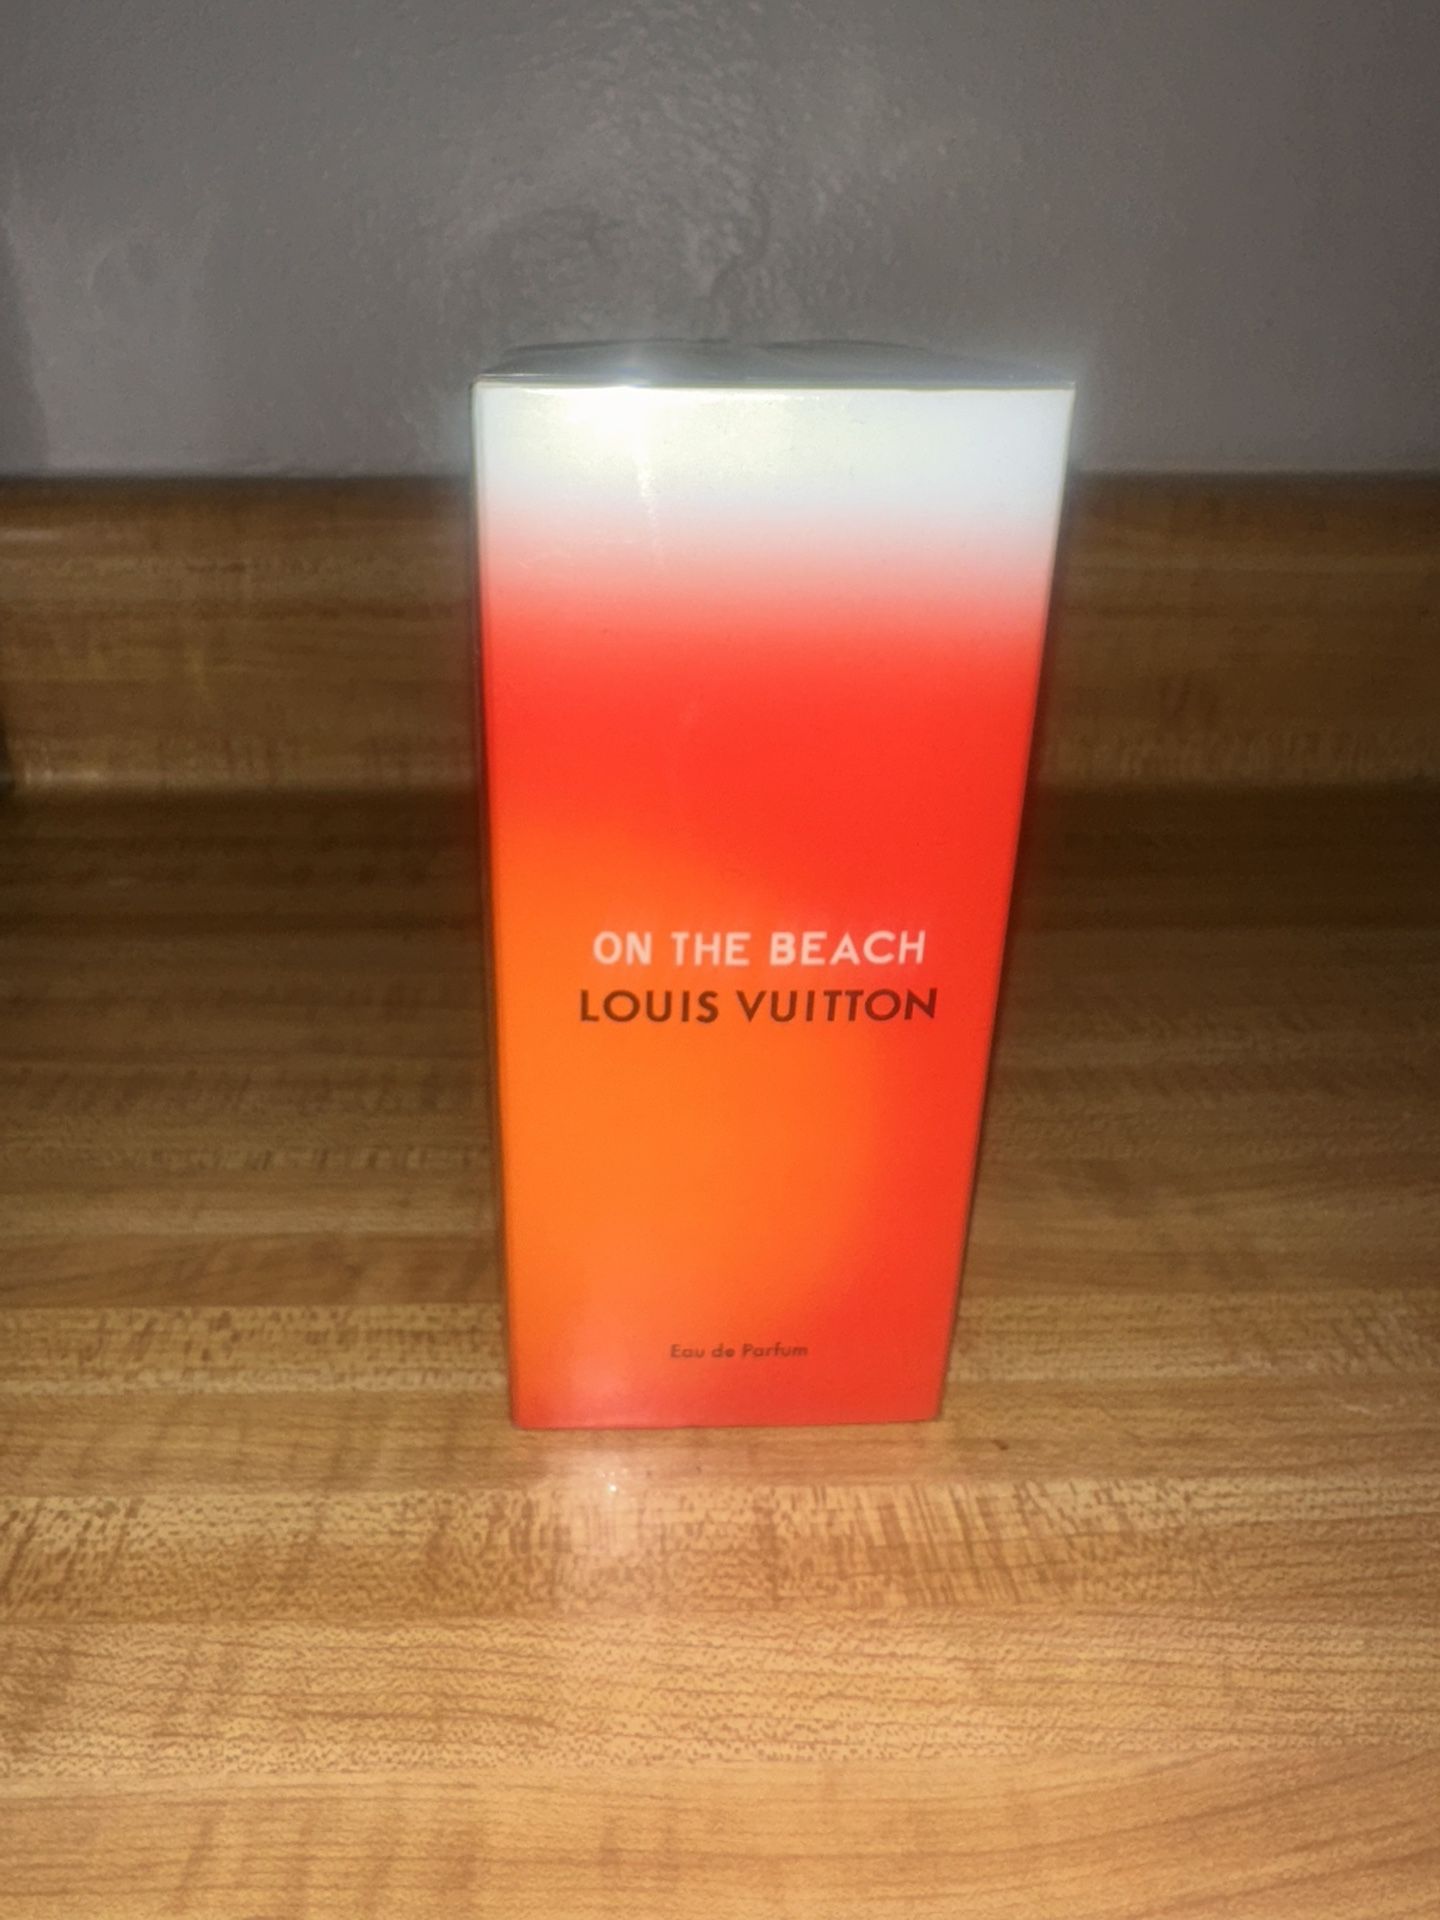 ON THE BEACH
LOUIS VUITTON
Eau de Parfum